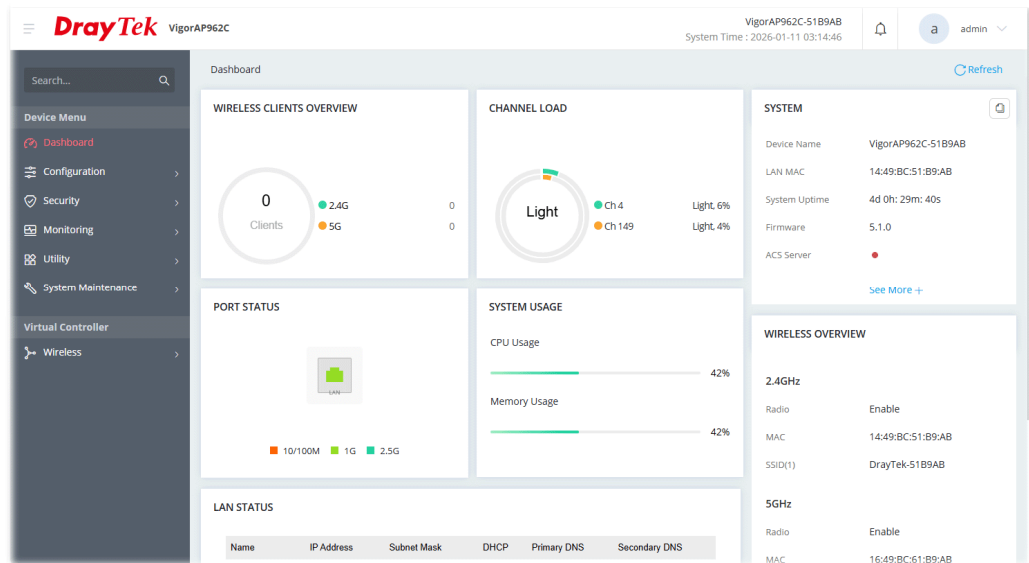 DrayTek VigorAP962C
VigorAP962C-51B9AB
System Time : 2026-01-11 03:14:46
a admin
Search...
Device Menu
Dashboard
Configuration
Security
Monitoring
Utility
System Maintenance
Virtual Controller
Wireless
Dashboard
Refresh
WIRELESS CLIENTS OVERVIEW
0
Clients
2.4G 0
5G 0
CHANNEL LOAD
Light
Ch 4 Light, 6%
Ch 149 Light, 4%
SYSTEM
Device Name VigorAP962C-51B9AB
LAN MAC 14:49:BC:51:B9:AB
System Uptime 4d 0h: 29m: 40s
Firmware 5.1.0
ACS Server
See More +
PORT STATUS
LAN
10/100M 1G 2.5G
SYSTEM USAGE
CPU Usage
42%
Memory Usage
42%
WIRELESS OVERVIEW
2.4GHz
Radio Enable
MAC 14:49:BC:51:B9:AB
SSID(1) DrayTek-51B9AB
5GHz
Radio Enable
MAC 16:49:BC:61:B9:AB
LAN STATUS
Name IP Address Subnet Mask DHCP Primary DNS Secondary DNS